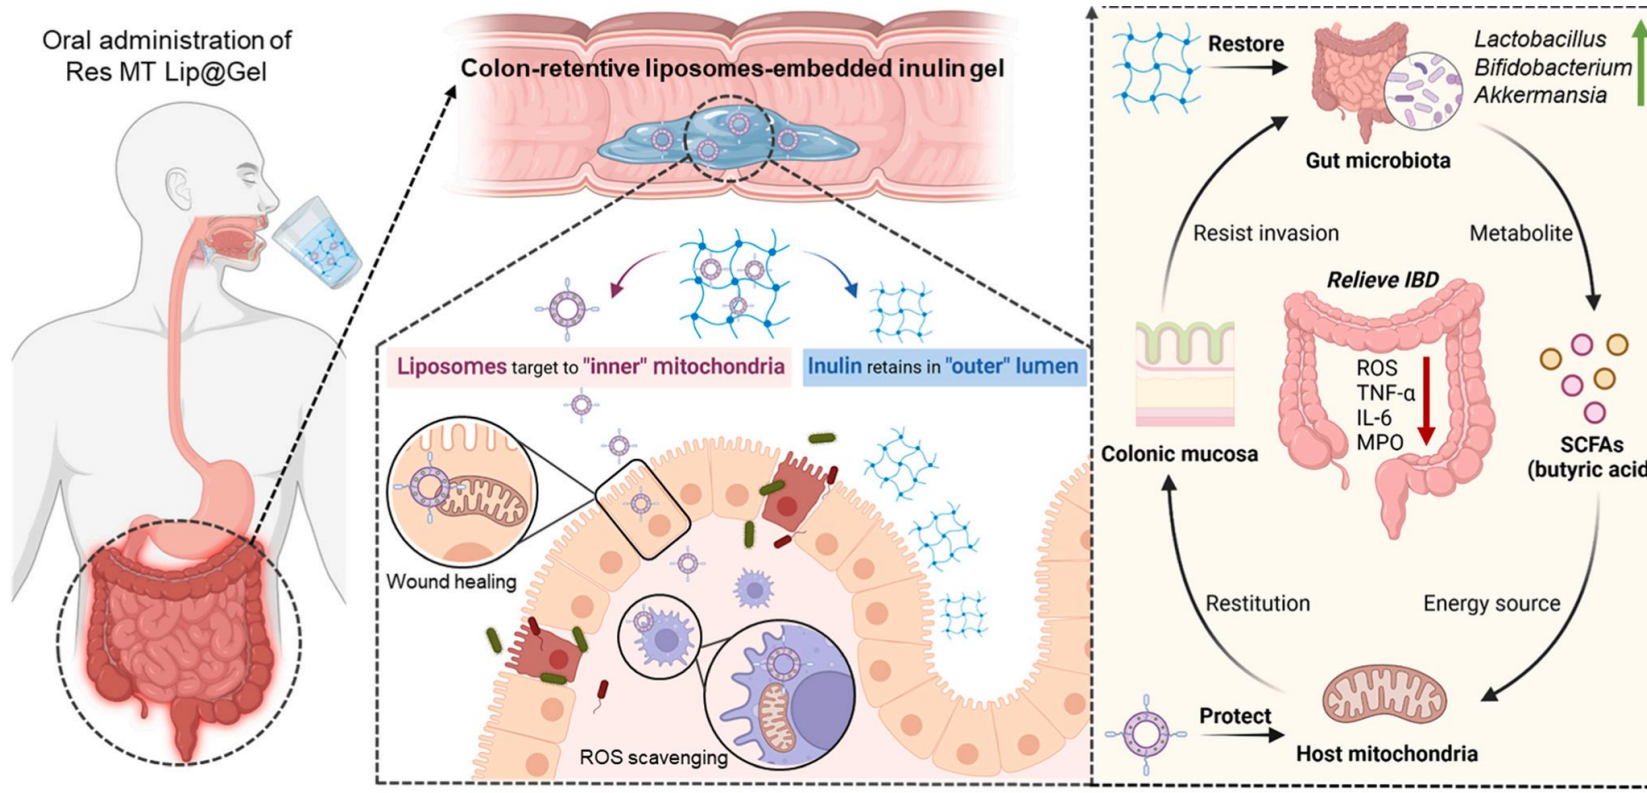 Oral administration of
Res MT Lip@Gel
Colon-retentive liposomes-embedded inulin gel
Liposomes target to "inner" mitochondria
Inulin retains in "outer" lumen
Wound healing
ROS scavenging
Restore
Lactobacillus
Bifidobacterium
Akkermansia
Gut microbiota
Resist invasion
Metabolite
Relieve IBD
ROS
TNF-α
IL-6
MPO
Colonic mucosa
SCFAs
(butyric acid
Restitution
Energy source
Protect
Host mitochondria